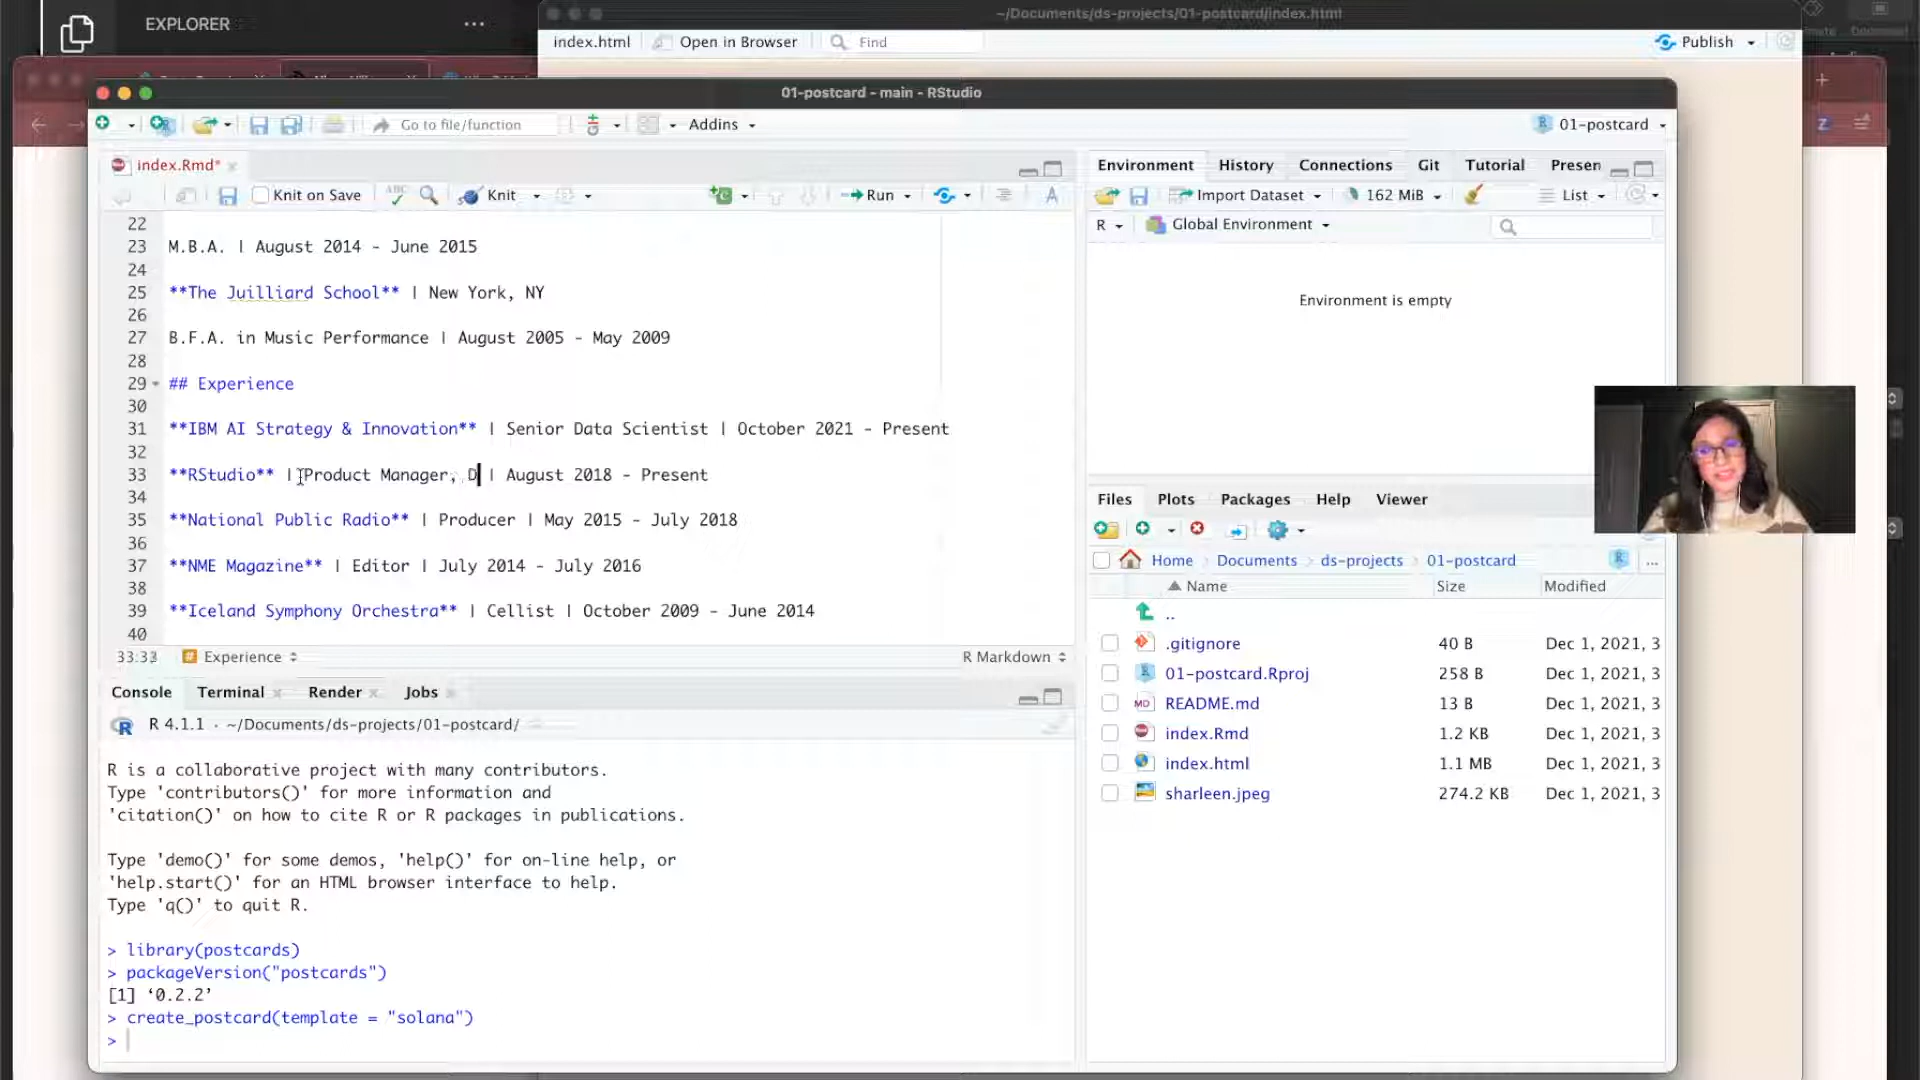 EXPLORER
~/Documents/ds-projects/01-postcard/index.html
index.html Open in Browser Find Publish
01-postcard - main - RStudio
Go to file/function Addins 01-postcard
index.Rmd*
Knit on Save Knit Run
22
23 M.B.A. | August 2014 - June 2015
24
25 **The Juilliard School** | New York, NY
26
27 B.F.A. in Music Performance | August 2005 - May 2009
28
29 ## Experience
30
31 **IBM AI Strategy & Innovation** | Senior Data Scientist | October 2021 - Present
32
33 **RStudio** | Product Manager, D | August 2018 - Present
34
35 **National Public Radio** | Producer | May 2015 - July 2018
36
37 **NME Magazine** | Editor | July 2014 - July 2016
38
39 **Iceland Symphony Orchestra** | Cellist | October 2009 - June 2014
40
33:33 Experience R Markdown
Console Terminal Render Jobs
R 4.1.1 · ~/Documents/ds-projects/01-postcard/
R is a collaborative project with many contributors.
Type 'contributors()' for more information and
'citation()' on how to cite R or R packages in publications.
Type 'demo()' for some demos, 'help()' for on-line help, or
'help.start()' for an HTML browser interface to help.
Type 'q()' to quit R.
> library(postcards)
> packageVersion("postcards")
[1] ‘0.2.2’
> create_postcard(template = "solana")
>
Environment History Connections Git Tutorial Presen
Import Dataset 162 MiB List
R Global Environment
Environment is empty
Files Plots Packages Help Viewer
Home Documents ds-projects 01-postcard ...
Name Size Modified
..
.gitignore 40 B Dec 1, 2021, 3
01-postcard.Rproj 258 B Dec 1, 2021, 3
README.md 13 B Dec 1, 2021, 3
index.Rmd 1.2 KB Dec 1, 2021, 3
index.html 1.1 MB Dec 1, 2021, 3
sharleen.jpeg 274.2 KB Dec 1, 2021, 3